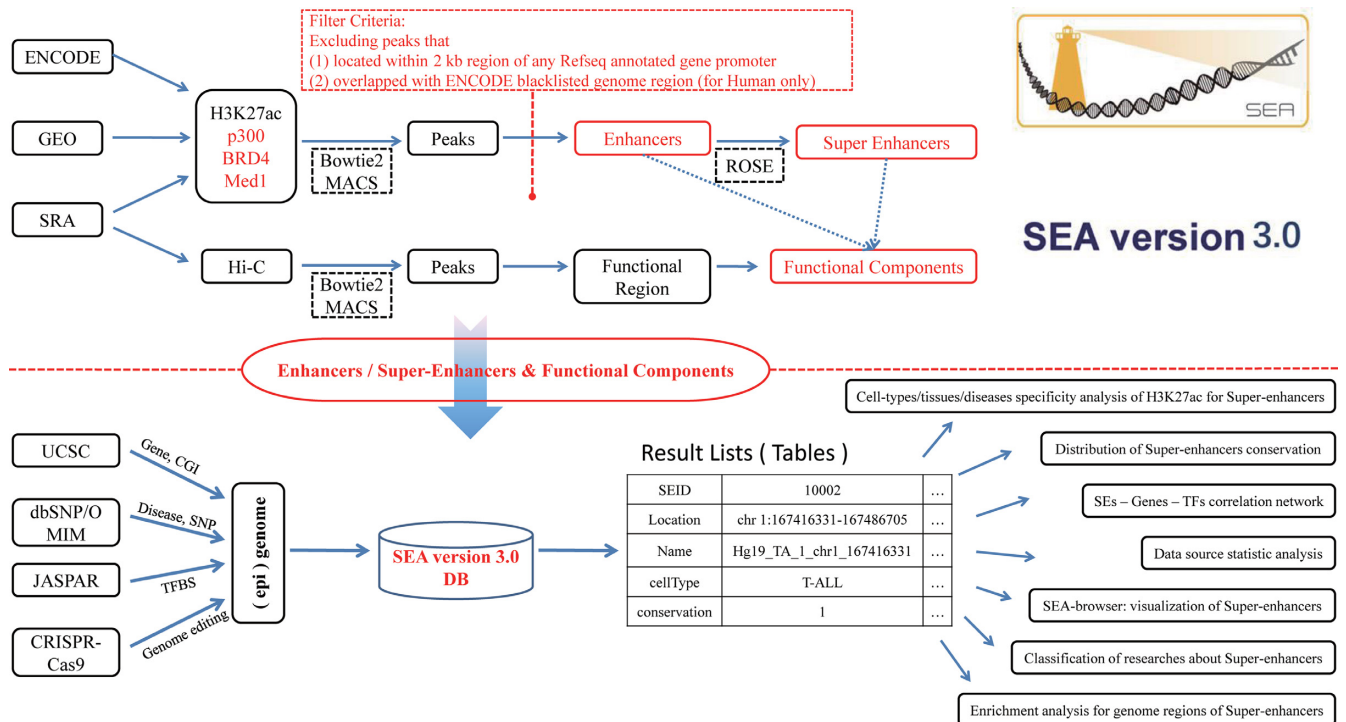 Filter Criteria:
Excluding peaks that
(1) located within 2 kb region of any Refseq annotated gene promoter
(2) overlapped with ENCODE blacklisted genome region (for Human only)
ENCODE
GEO
SRA
H3K27ac
p300
BRD4
Med1
Bowtie2
MACS
Peaks
Enhancers
ROSE
Super Enhancers
Hi-C
Bowtie2
MACS
Peaks
Functional
Region
Functional Components
SEA
SEA version 3.0
Enhancers / Super-Enhancers & Functional Components
UCSC
Gene, CGI
dbSNP/O
MIM
Disease, SNP
JASPAR
TFBS
CRISPR-
Cas9
Genome editing
( epi ) genome
SEA version 3.0
DB
Result Lists ( Tables )
SEID 10002 ...
Location chr 1:167416331-167486705 ...
Name Hg19_TA_1_chr1_167416331 ...
cellType T-ALL ...
conservation 1 ...
Cell-types/tissues/diseases specificity analysis of H3K27ac for Super-enhancers
Distribution of Super-enhancers conservation
SEs – Genes – TFs correlation network
Data source statistic analysis
SEA-browser: visualization of Super-enhancers
Classification of researches about Super-enhancers
Enrichment analysis for genome regions of Super-enhancers